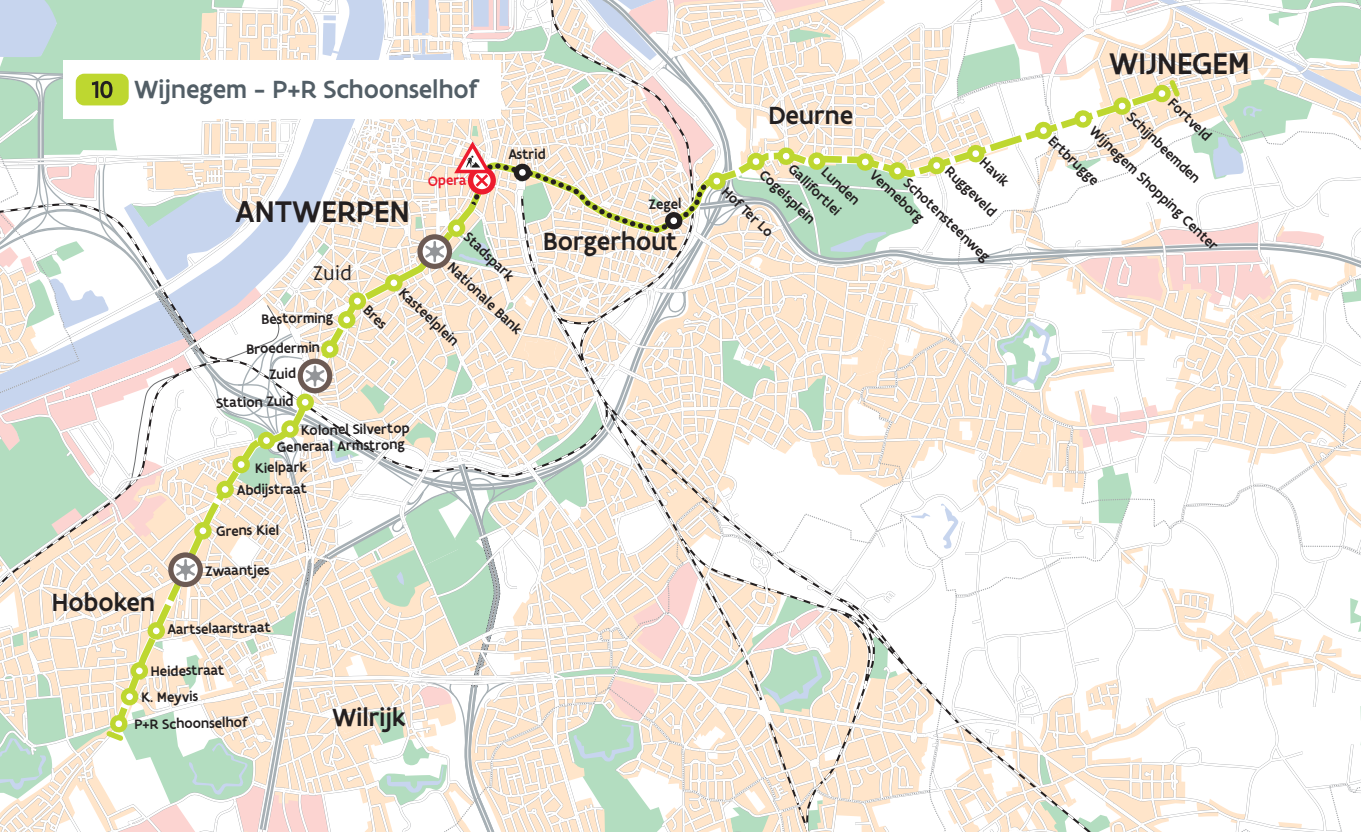 10 Wijnegem - P+R Schoonselhof
WIJNEGEM
Fortveld
Schijnbeemden
Wijnegem Shopping Center
Ertbrugge
Havik
Ruggeveld
Schotensteenweg
Venneborg
Lunden
Gallifortlei
Cogelsplein
Deurne
Hof ter Lo
Zegel
Borgerhout
Astrid
Opera
ANTWERPEN
Stadspark
Nationale Bank
Zuid
Kasteelplein
Bres
Bestorming
Broedermin
Zuid
Station Zuid
Kolonel Silvertop
Generaal Armstrong
Kielpark
Abdijstraat
Grens Kiel
Zwaantjes
Hoboken
Aartselaarstraat
Heidestraat
K. Meyvis
P+R Schoonselhof
Wilrijk